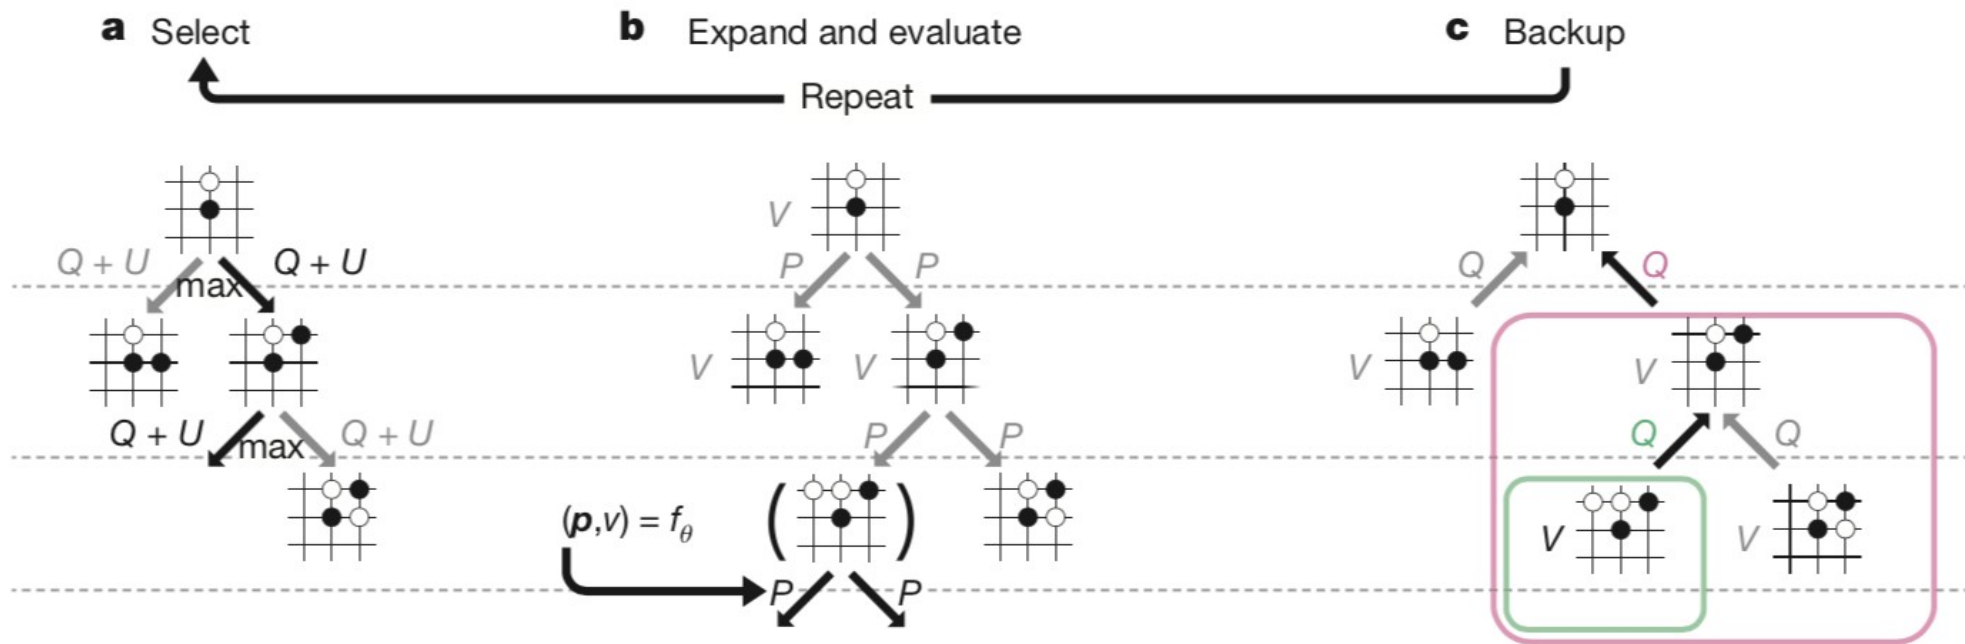 a Select
b Expand and evaluate
c Backup
Repeat
Q + U
max
Q + U
Q + U
max
Q + U
V
P
P
V
V
P
P
(p,v) = fθ
P
P
Q
Q
V
V
Q
Q
V
V